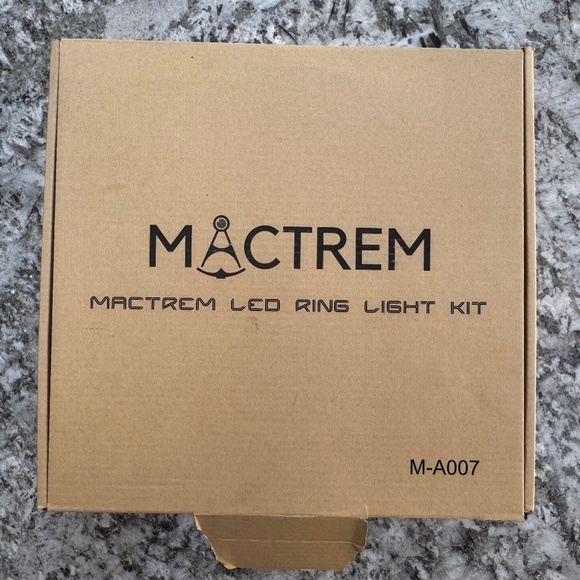 MACTREM
MACTREM LED RING LIGHT KIT
M-A007